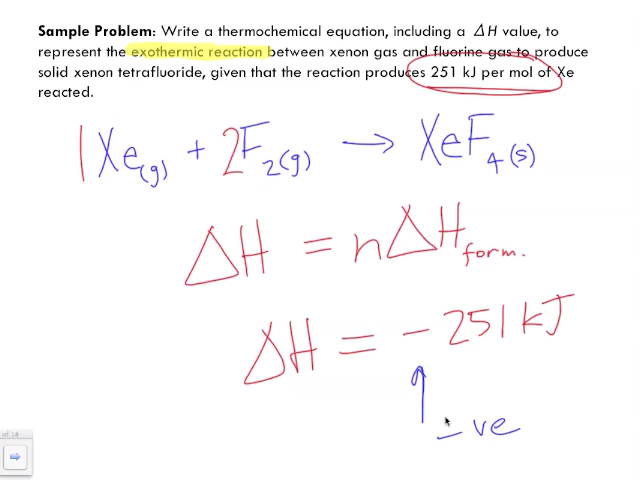 Sample Problem: Write a thermochemical equation, including a ΔH value, to
represent the exothermic reaction between xenon gas and fluorine gas to produce
solid xenon tetrafluoride, given that the reaction produces 251 kJ per mol of Xe
reacted.
1Xe(g) + 2F2(g) → XeF4(s)
ΔH = nΔHform.
ΔH = -251 kJ
-ve
of 18